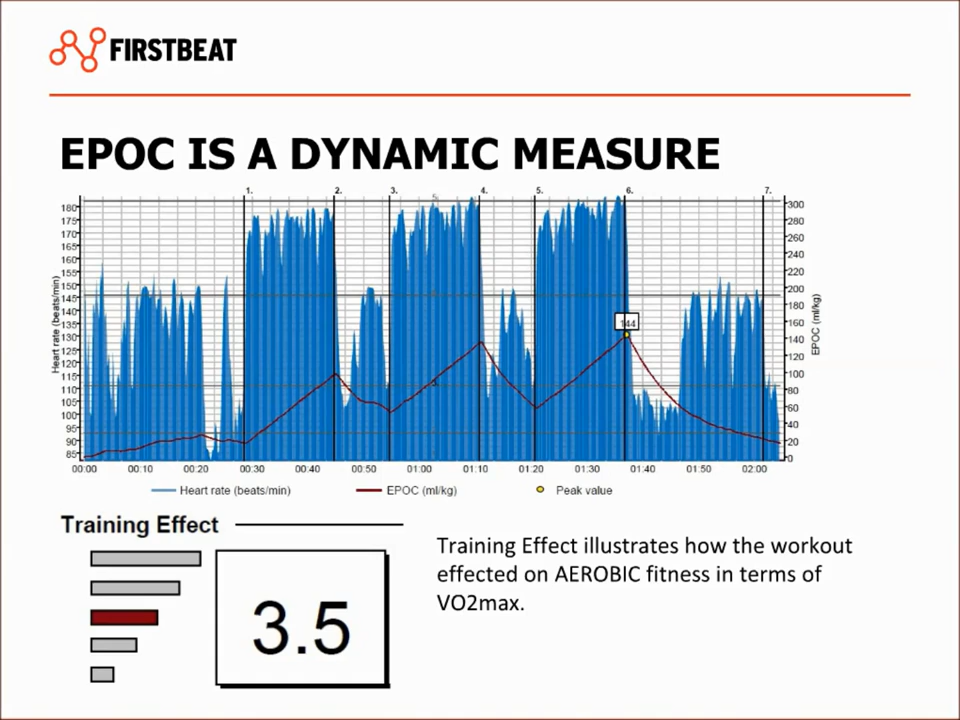 FIRSTBEAT
EPOC IS A DYNAMIC MEASURE
1. 2. 3. 4. 5. 6. 7.
180 175 170 165 160 155 150 145 140 135 130 125 120 115 110 105 100 95 90 85
Heart rate (beats/min)
300 280 260 240 220 200 180 160 140 120 100 80 60 40 20 0
EPOC (ml/kg)
144
00:00 00:10 00:20 00:30 00:40 00:50 01:00 01:10 01:20 01:30 01:40 01:50 02:00
Heart rate (beats/min) EPOC (ml/kg) Peak value
Training Effect
3.5
Training Effect illustrates how the workout
effected on AEROBIC fitness in terms of
VO2max.